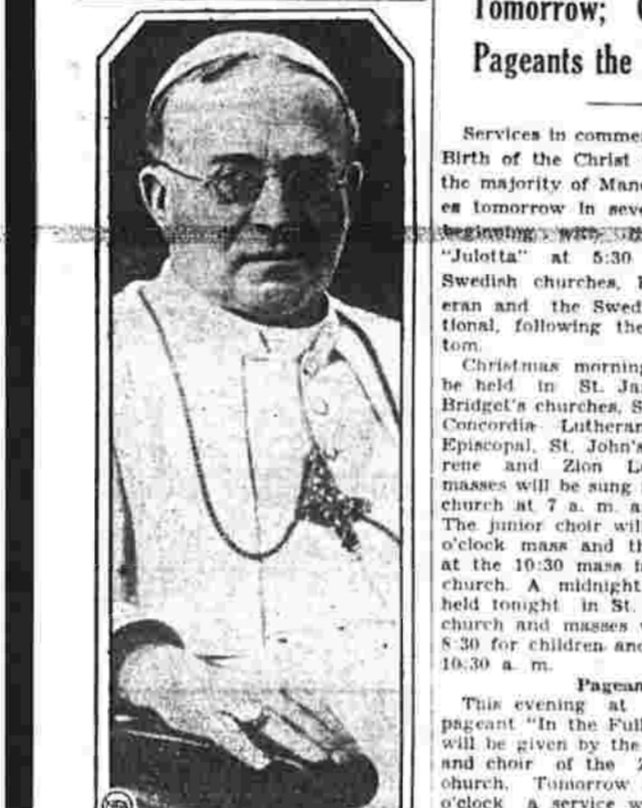 Tomorrow;
Pageants the
Services in comme
Birth of the Christ
the majority of Man
es tomorrow in seve
beginning with
"Julotta" at 5:30
Swedish churches,
eran and the Swed
tional, following the
tom.
Christmas morning
be held in St. Ja
Bridget's churches, S
Concordia Lutheran
Episcopal, St. John's
rene and Zion L
masses will be sung
church at 7 a. m. a
The junior choir wil
o'clock mass and th
at the 10:30 mass i
church. A midnight
held tonight in St.
church and masses
8:30 for children and
10:30 a. m.
Pagean
This evening at
pageant "In the Full
will be given by the
and choir of the
church. Tomorrow
o'clock a service